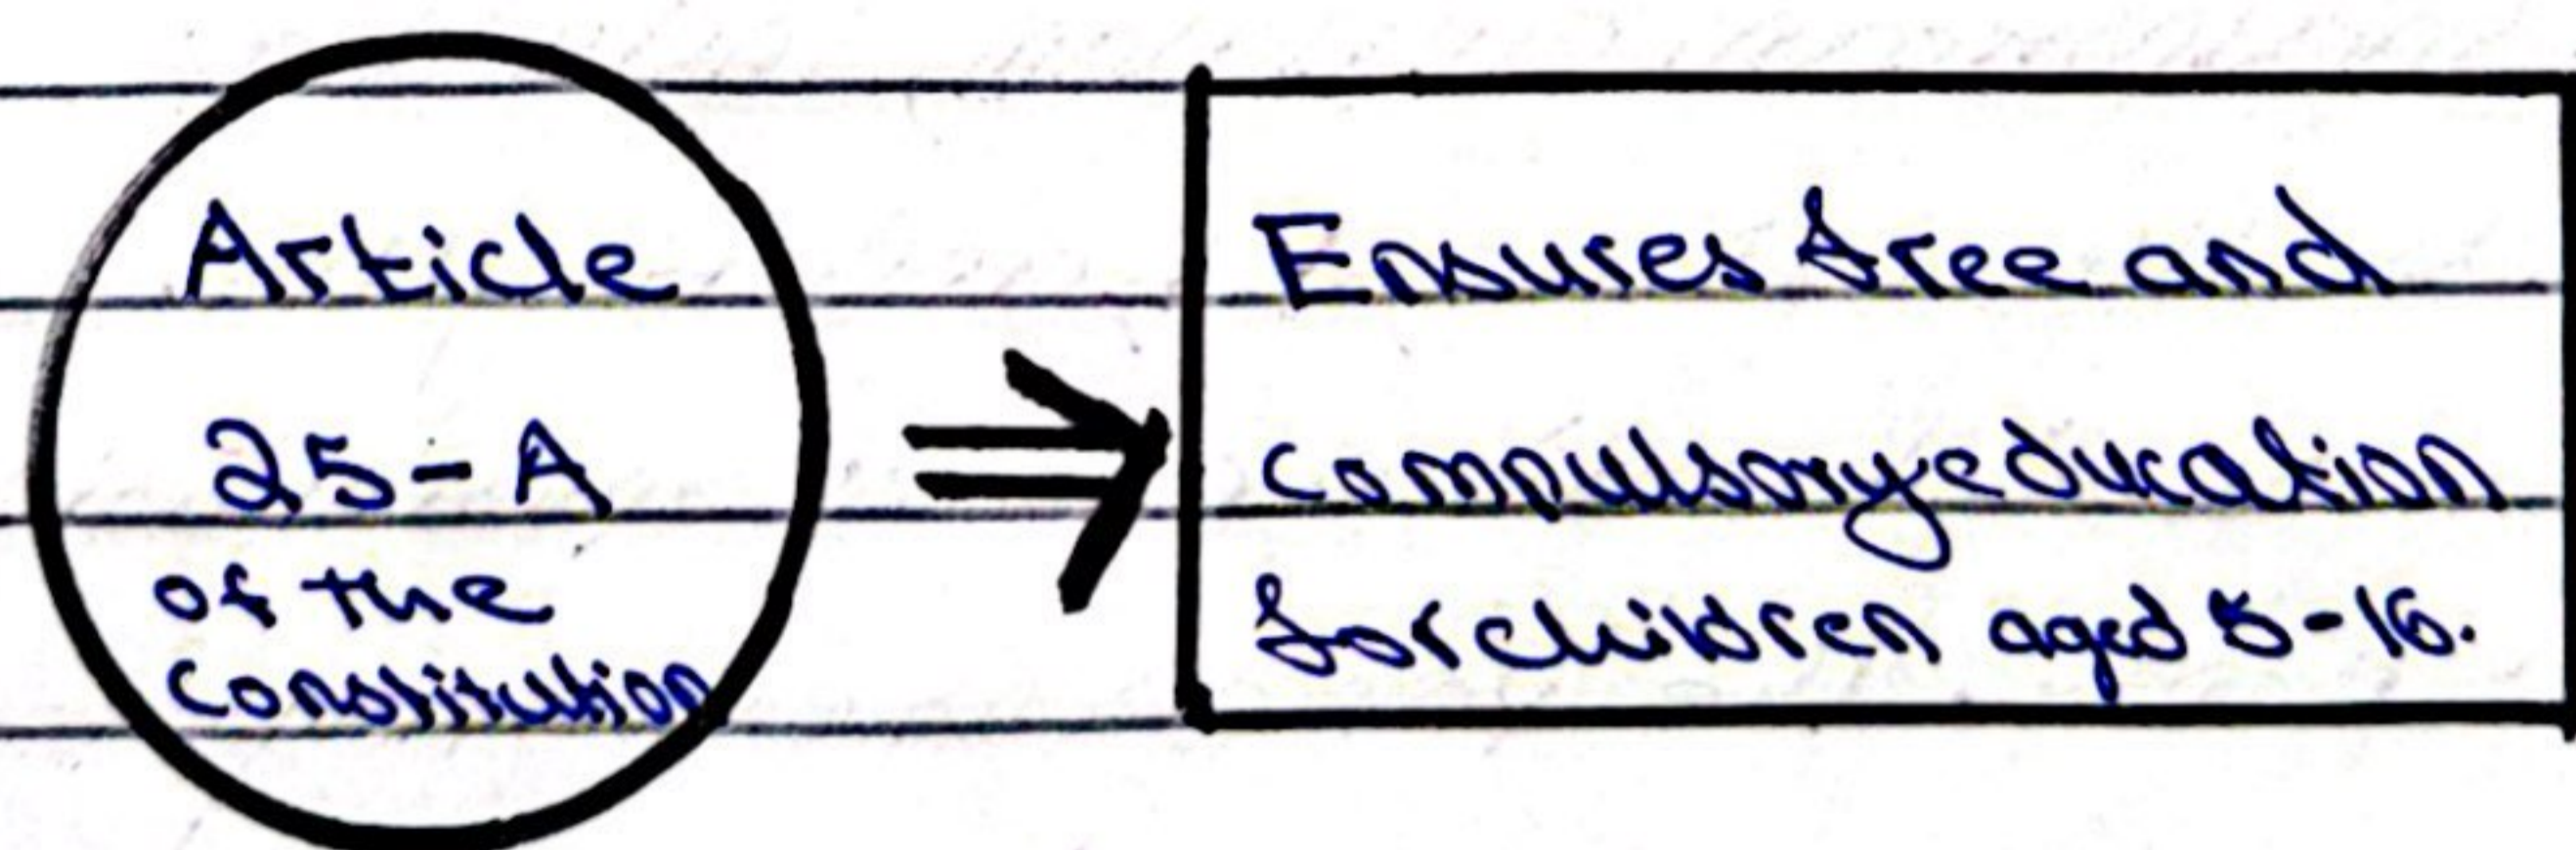 Article
25-A
of the
Constitution
⇒
Ensures free and
compulsory education
for children aged 5-16.